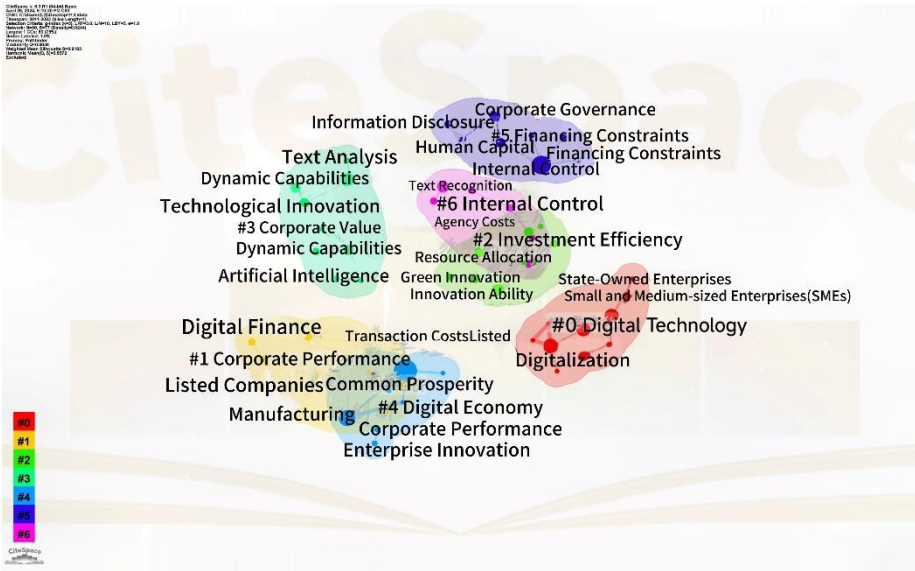 CiteSpace
Corporate Governance
Information Disclosure
#5 Financing Constraints
Human Capital
Financing Constraints
Internal Control
Text Analysis
Dynamic Capabilities
Text Recognition
Technological Innovation
#6 Internal Control
Agency Costs
#3 Corporate Value
#2 Investment Efficiency
Dynamic Capabilities
Resource Allocation
Artificial Intelligence
Green Innovation
State-Owned Enterprises
Innovation Ability
Small and Medium-sized Enterprises(SMEs)
Digital Finance
#0 Digital Technology
Transaction CostsListed
#1 Corporate Performance
Digitalization
Listed Companies
Common Prosperity
Manufacturing
#4 Digital Economy
Corporate Performance
Enterprise Innovation
#0
#1
#2
#3
#4
#5
#6
CiteSpace